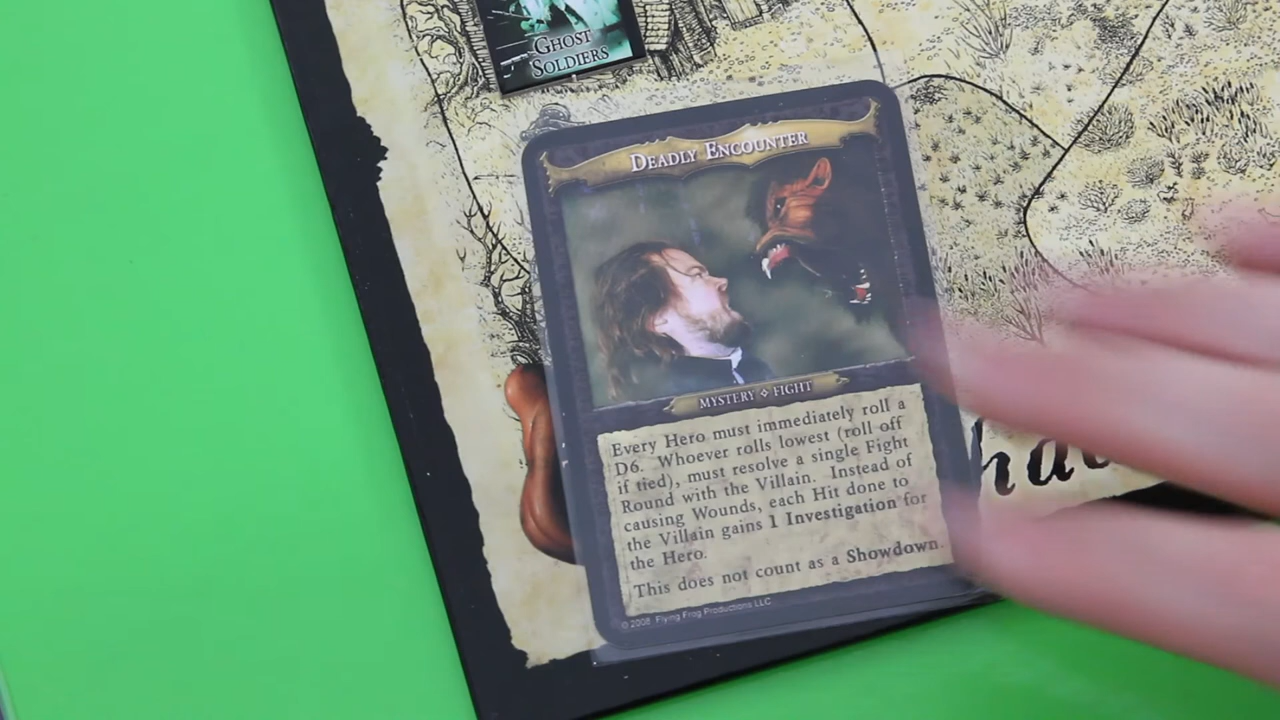 GHOST
SOLDIERS
DEADLY ENCOUNTER
MYSTERY ⟡ FIGHT
Every Hero must immediately roll a
D6. Whoever rolls lowest (roll off
if tied), must resolve a single Fight
Round with the Villain. Instead of
causing Wounds, each Hit done to
the Villain gains 1 Investigation for
the Hero.
This does not count as a Showdown.
© 2008 Flying Frog Productions LLC